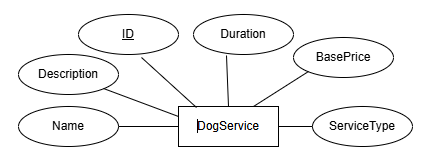 ID
Duration
BasePrice
Description
Name
DogService
ServiceType